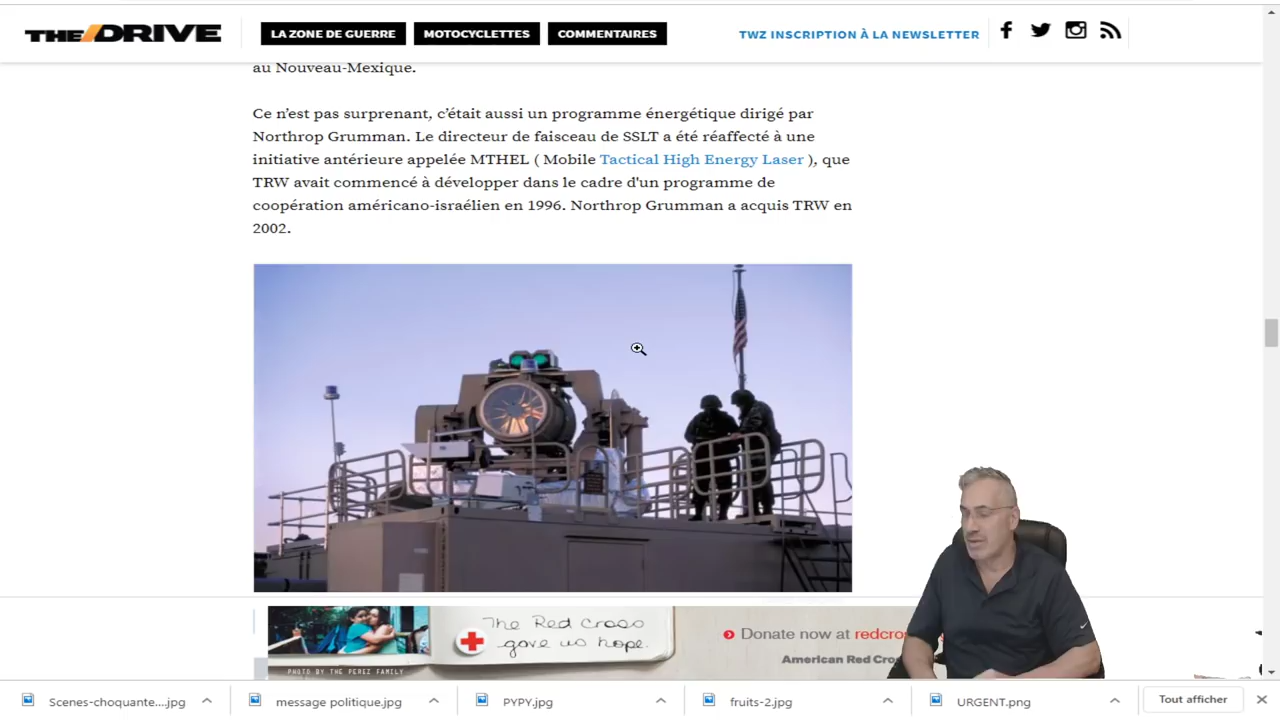 THE/DRIVE
LA ZONE DE GUERRE
MOTOCYCLETTES
COMMENTAIRES
TWZ INSCRIPTION À LA NEWSLETTER
au Nouveau-Mexique.
Ce n’est pas surprenant, c’était aussi un programme énergétique dirigé par
Northrop Grumman. Le directeur de faisceau de SSLT a été réaffecté à une
initiative antérieure appelée MTHEL ( Mobile Tactical High Energy Laser ), que
TRW avait commencé à développer dans le cadre d'un programme de
coopération américano-israélien en 1996. Northrop Grumman a acquis TRW en
2002.
The Red Cross
gave us hope.
Donate now at redcros
American Red Cro
PHOTO BY THE PEREZ FAMILY
Scenes-choquante....jpg
message politique.jpg
PYPY.jpg
fruits-2.jpg
URGENT.png
Tout afficher